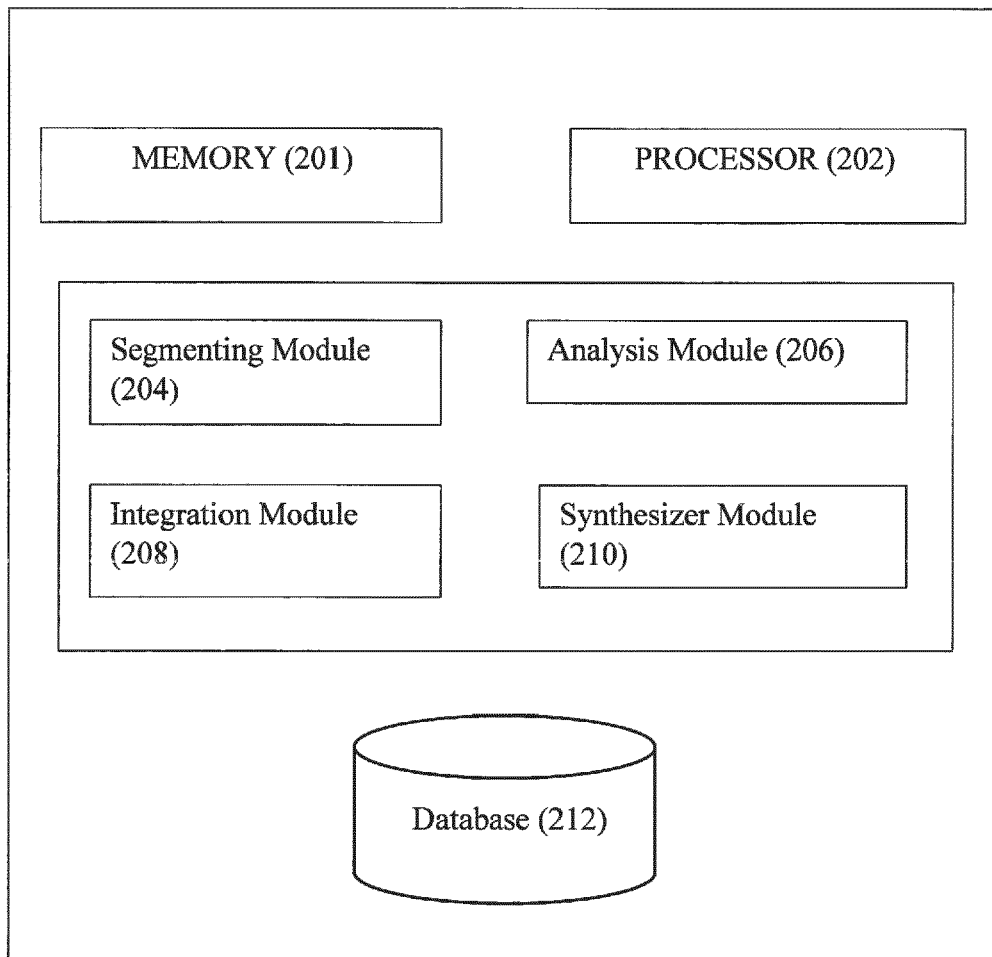 MEMORY (201)
PROCESSOR (202)
Segmenting Module
(204)
Analysis Module (206)
Integration Module
(208)
Synthesizer Module
(210)
Database (212)